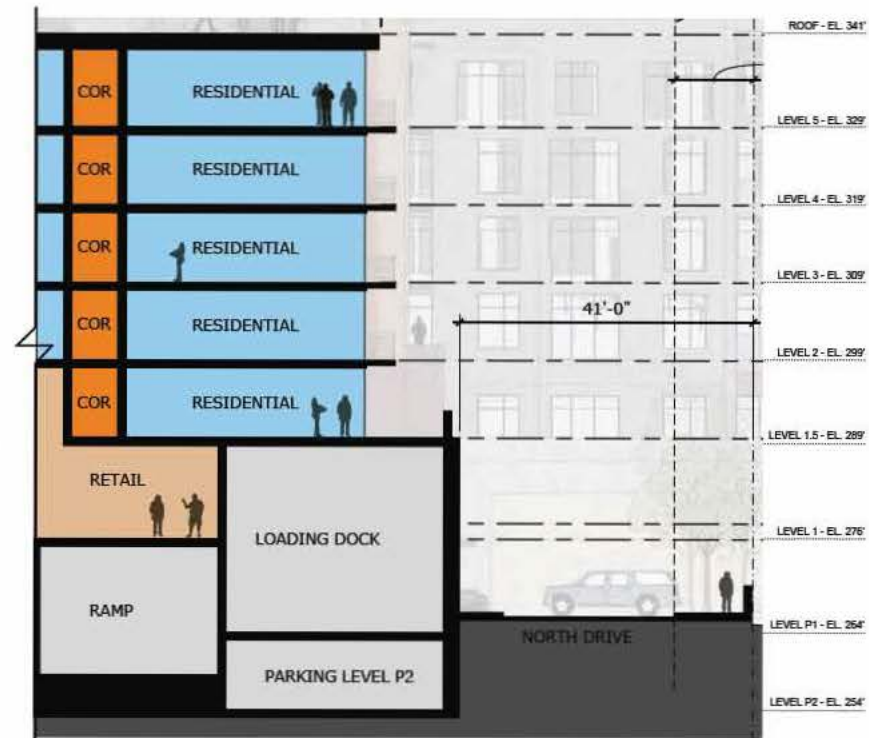 ROOF - EL. 341'
COR RESIDENTIAL
LEVEL 5 - EL. 329'
COR RESIDENTIAL
LEVEL 4 - EL. 319'
COR RESIDENTIAL
LEVEL 3 - EL. 309'
41'-0"
COR RESIDENTIAL
LEVEL 2 - EL. 299'
COR RESIDENTIAL
LEVEL 1.5 - EL. 289'
RETAIL
LOADING DOCK
LEVEL 1 - EL. 276'
RAMP
LEVEL P1 - EL. 264'
NORTH DRIVE
PARKING LEVEL P2
LEVEL P2 - EL. 254'